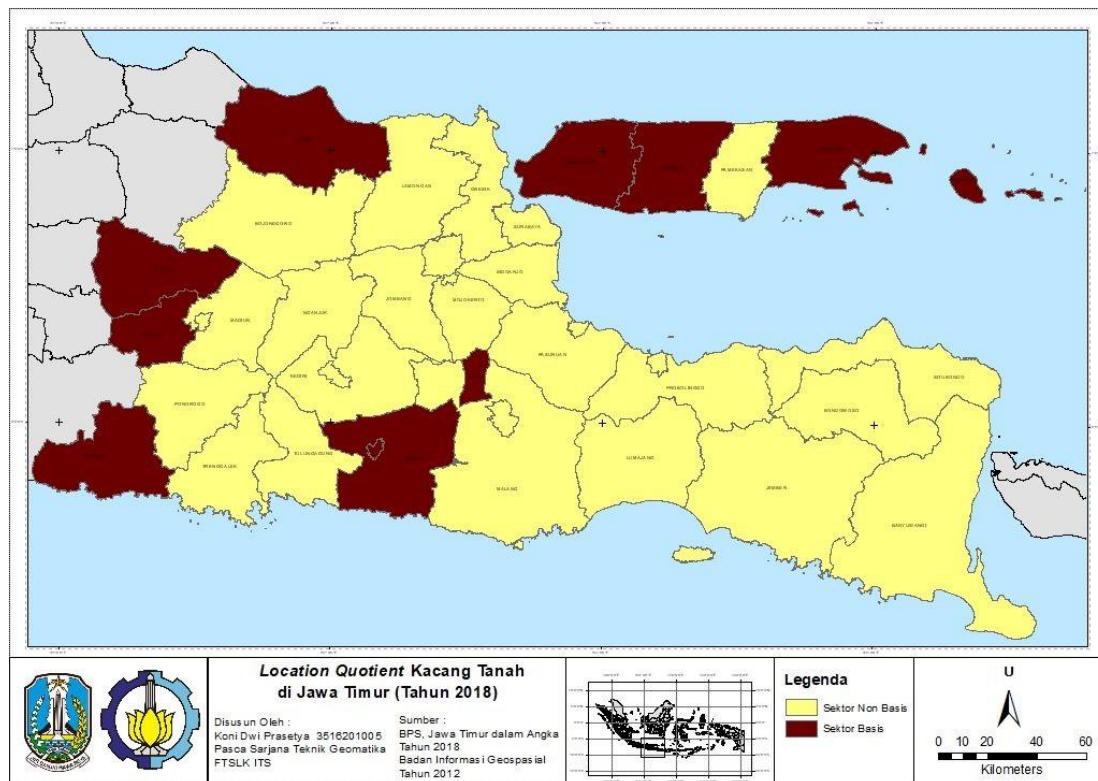 LAMONGAN
GRESIK
PAMEKASAN
BOJONEGORO
SURABAYA
SIDOARJO
JOMBANG
MOJOKERTO
MADIUN
NGANJUK
PASURUAN
KEDIRI
PROBOLINGGO
SITUBONDO
PONOROGO
BONDOWOSO
TRENGGALEK
TULUNGAGUNG
MALANG
LUMAJANG
JEMBER
BANYUWANGI
Location Quotient Kacang Tanah
di Jawa Timur (Tahun 2018)
Disusun Oleh :
Koni Dwi Prasetya 3516201005
Pasca Sarjana Teknik Geomatika
FTSLK ITS
Sumber :
BPS, Jawa Timur dalam Angka
Tahun 2018
Badan Informasi Geospasial
Tahun 2012
Legenda
Sektor Non Basis
Sektor Basis
U
0 10 20 40 60
Kilometers